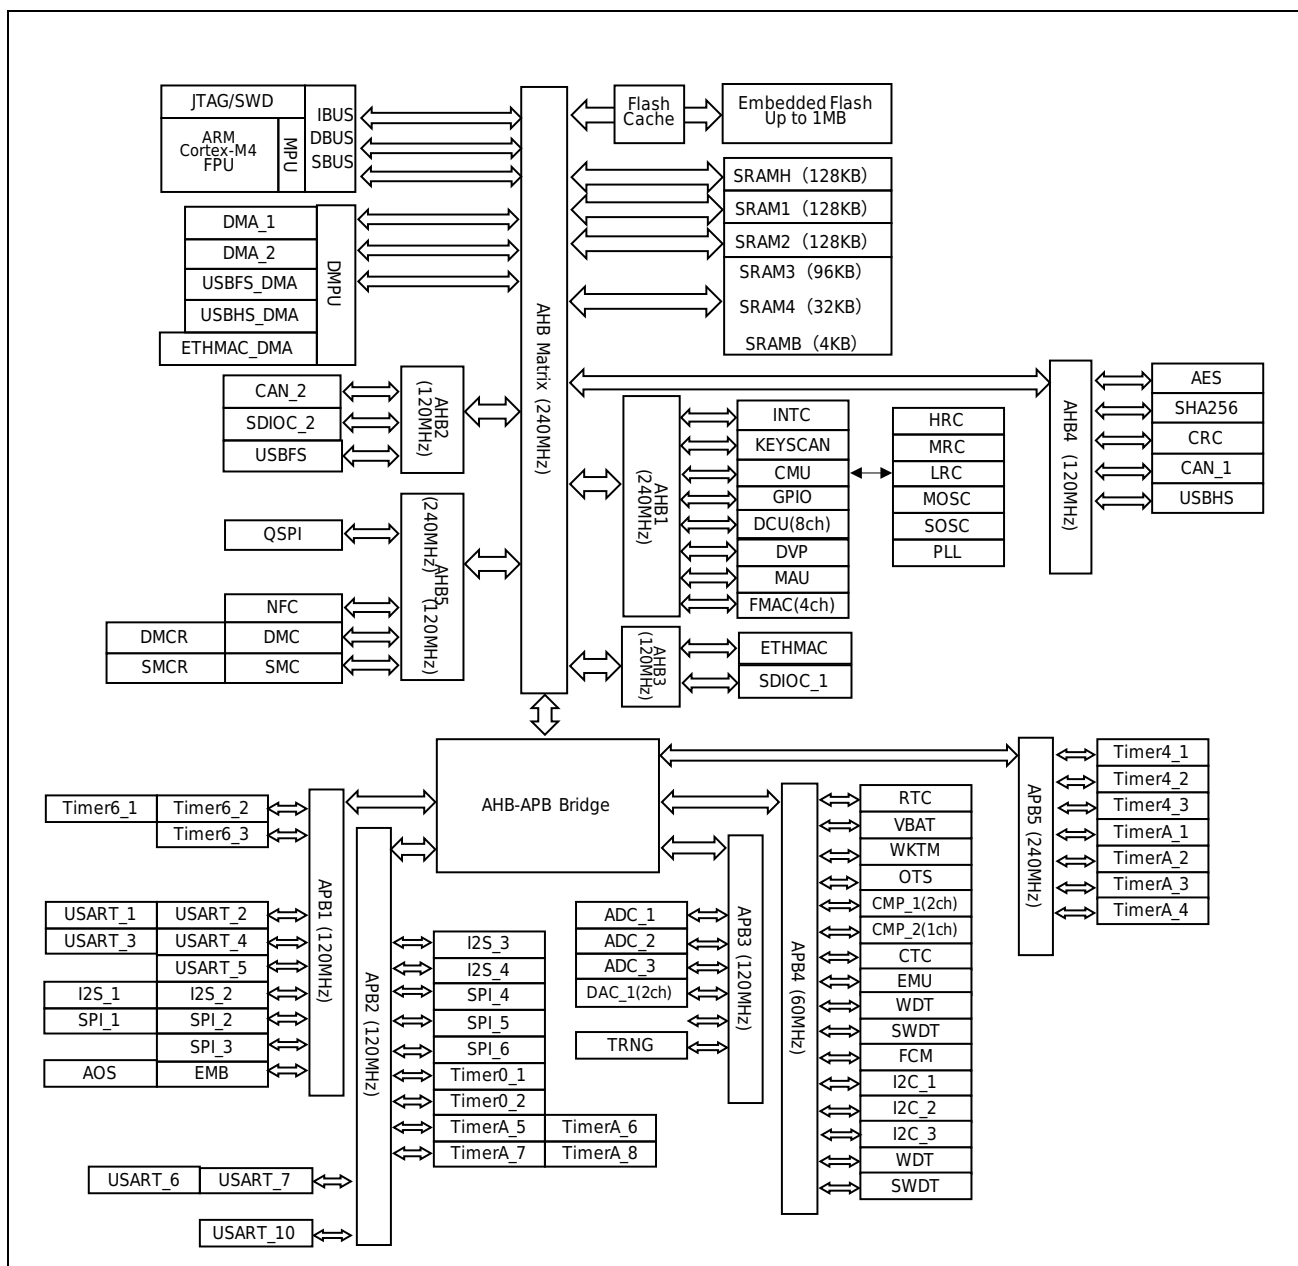 JTAG/SWD
ARM
Cortex-M4
FPU
MPU
IBUS
DBUS
SBUS
Flash
Cache
Embedded Flash
Up to 1MB
SRAMH（128KB）
SRAM1（128KB）
SRAM2（128KB）
SRAM3（96KB）
SRAM4（32KB）
SRAMB（4KB）
DMA_1
DMA_2
USBFS_DMA
USBHS_DMA
ETHMAC_DMA
DMPU
AHB Matrix (240MHz)
CAN_2
SDIOC_2
USBFS
AHB2
(120MHz)
QSPI
NFC
DMCR
DMC
SMCR
SMC
(240MHz)
AHB5
(120MHz)
AHB1
(240MHz)
INTC
KEYSCAN
CMU
GPIO
DCU(8ch)
DVP
MAU
FMAC(4ch)
HRC
MRC
LRC
MOSC
SOSC
PLL
AHB4 (120MHz)
AES
SHA256
CRC
CAN_1
USBHS
AHB3
(120MHz)
ETHMAC
SDIOC_1
AHB-APB Bridge
Timer6_1
Timer6_2
Timer6_3
USART_1
USART_2
USART_3
USART_4
USART_5
I2S_1
I2S_2
SPI_1
SPI_2
SPI_3
AOS
EMB
APB1 (120MHz)
USART_6
USART_7
USART_10
APB2 (120MHz)
I2S_3
I2S_4
SPI_4
SPI_5
SPI_6
Timer0_1
Timer0_2
TimerA_5
TimerA_6
TimerA_7
TimerA_8
ADC_1
ADC_2
ADC_3
DAC_1(2ch)
TRNG
APB3 (120MHz)
APB4 (60MHz)
RTC
VBAT
WKTM
OTS
CMP_1(2ch)
CMP_2(1ch)
CTC
EMU
WDT
SWDT
FCM
I2C_1
I2C_2
I2C_3
WDT
SWDT
APB5 (240MHz)
Timer4_1
Timer4_2
Timer4_3
TimerA_1
TimerA_2
TimerA_3
TimerA_4